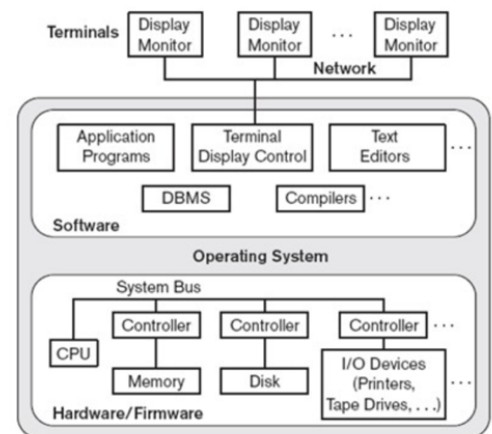 Terminals
Display
Monitor
Display
Monitor
. . .
Display
Monitor
Network
Application
Programs
Terminal
Display Control
Text
Editors
. . .
DBMS
Compilers
. . .
Software
Operating System
System Bus
Controller
Controller
Controller
. . .
CPU
Memory
Disk
I/O Devices
(Printers,
Tape Drives, . . .)
. . .
Hardware/Firmware